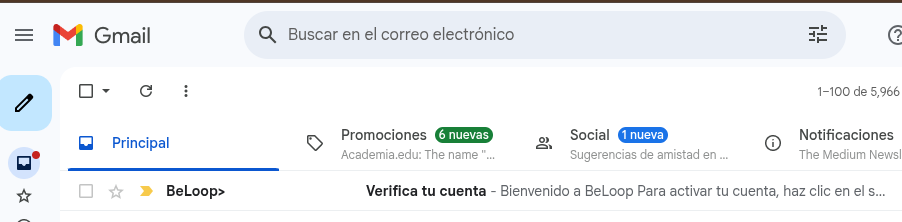 Gmail
Buscar en el correo electrónico
1–100 de 5,966
Principal
Promociones 6 nuevas
Academia.edu: The name "...
Social 1 nueva
Sugerencias de amistad en ...
Notificaciones
The Medium Newsl
BeLoop> Verifica tu cuenta - Bienvenido a BeLoop Para activar tu cuenta, haz clic en el s...